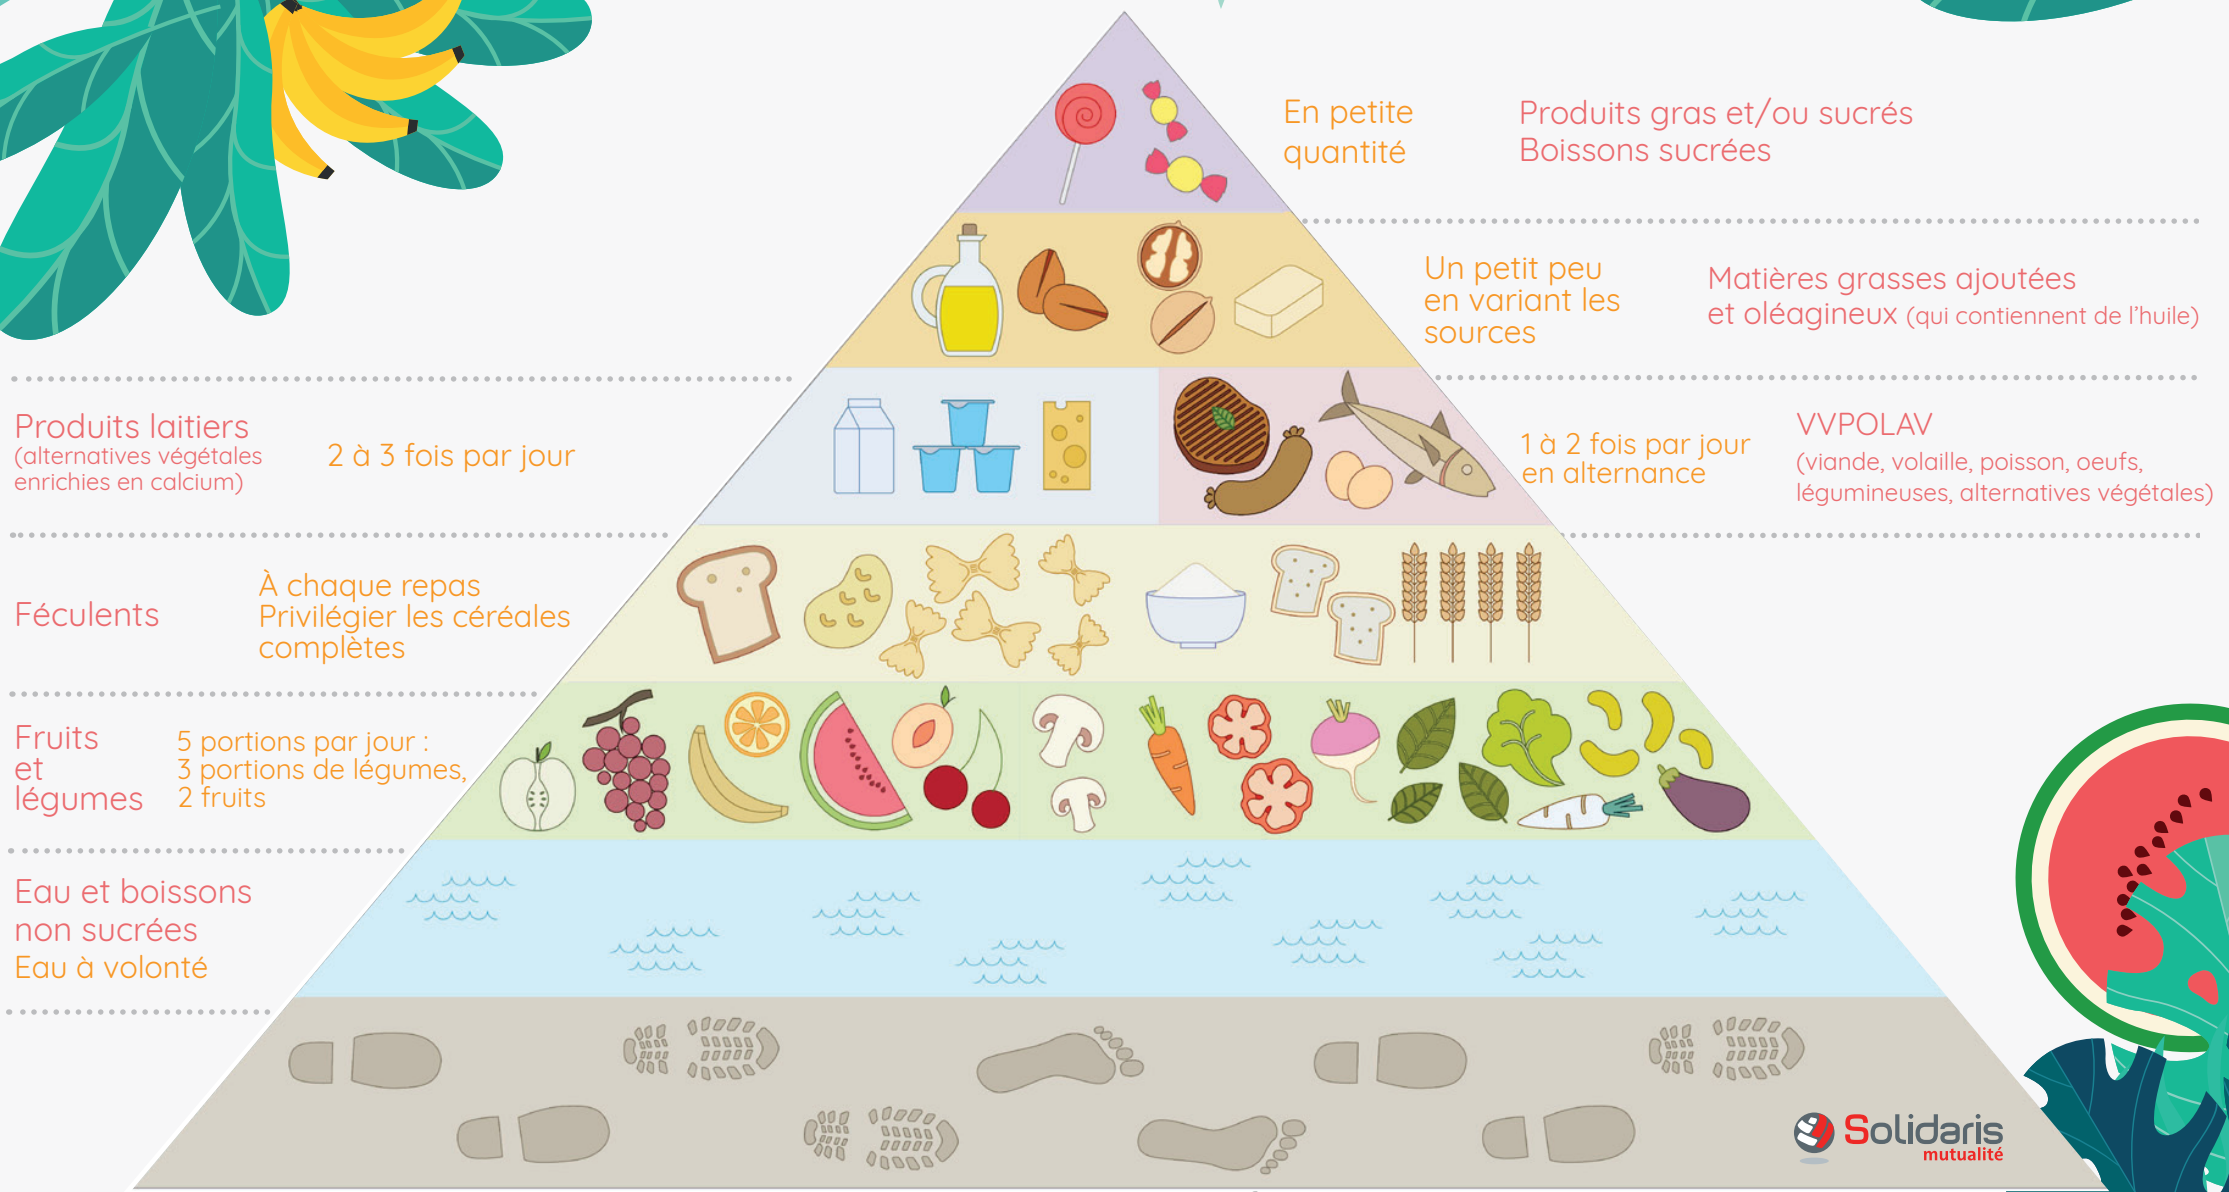 En petite
quantité
Produits gras et/ou sucrés
Boissons sucrées
Un petit peu
en variant les
sources
Matières grasses ajoutées
et oléagineux (qui contiennent de l'huile)
Produits laitiers
(alternatives végétales
enrichies en calcium)
2 à 3 fois par jour
1 à 2 fois par jour
en alternance
VVPOLAV
(viande, volaille, poisson, oeufs,
légumineuses, alternatives végétales)
Féculents
À chaque repas
Privilégier les céréales
complètes
Fruits
et
légumes
5 portions par jour :
3 portions de légumes,
2 fruits
Eau et boissons
non sucrées
Eau à volonté
Solidaris
mutualité